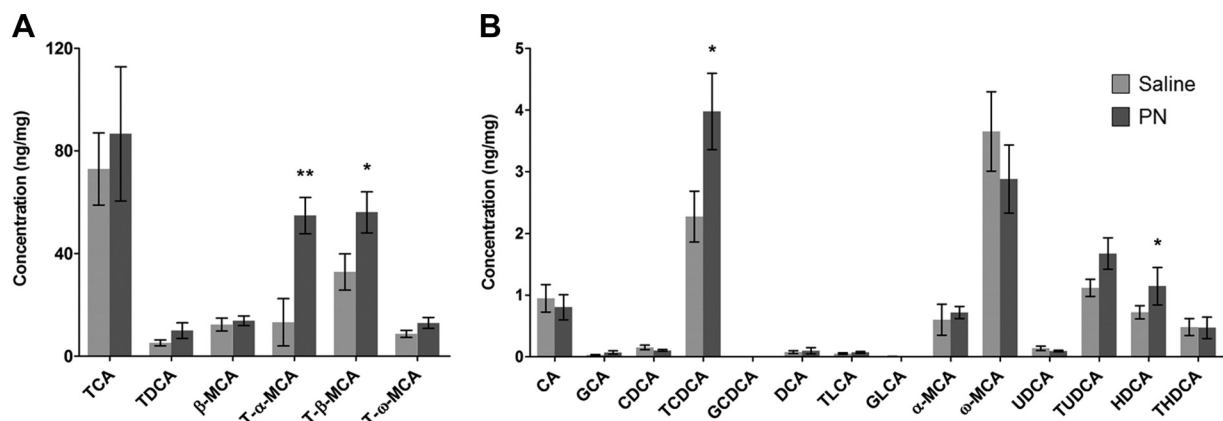 A
Concentration (ng/mg)
120
80
40
0
**
*
TCA
TDCA
β-MCA
T-α-MCA
T-β-MCA
T-ω-MCA
B
Concentration (ng/mg)
5
4
3
2
1
0
*
*
Saline
PN
CA
GCA
CDCA
TCDCA
GCDCA
DCA
TLCA
GLCA
α-MCA
ω-MCA
UDCA
TUDCA
HDCA
THDCA